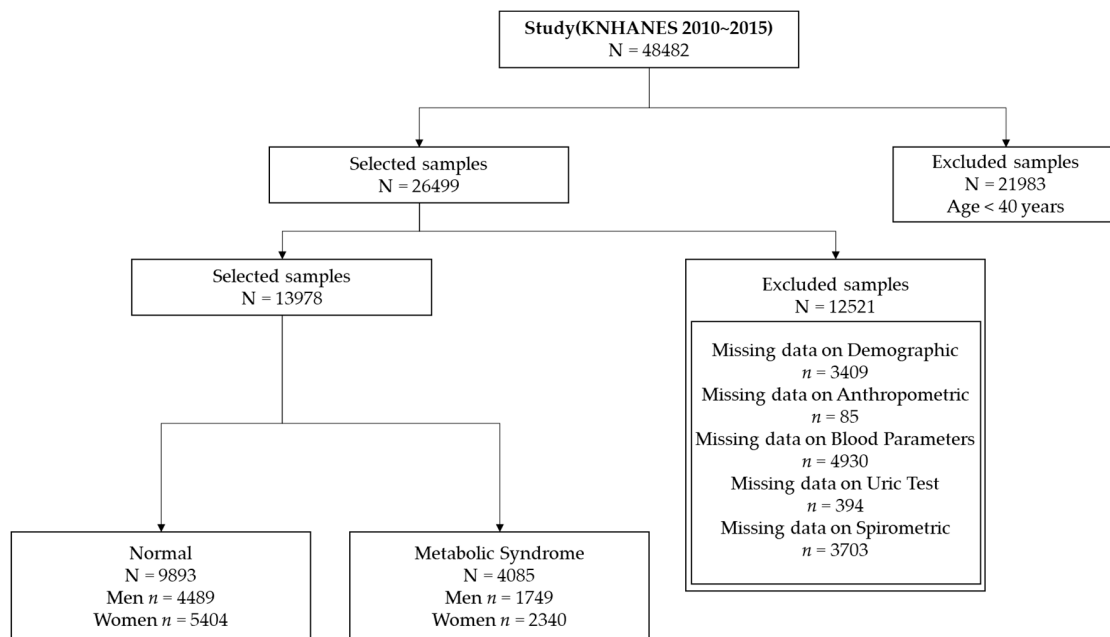 Study(KNHANES 2010~2015)
N = 48482
Selected samples
N = 26499
Excluded samples
N = 21983
Age < 40 years
Selected samples
N = 13978
Excluded samples
N = 12521
Missing data on Demographic
n = 3409
Missing data on Anthropometric
n = 85
Missing data on Blood Parameters
n = 4930
Missing data on Uric Test
n = 394
Missing data on Spirometric
n = 3703
Normal
N = 9893
Men n = 4489
Women n = 5404
Metabolic Syndrome
N = 4085
Men n = 1749
Women n = 2340